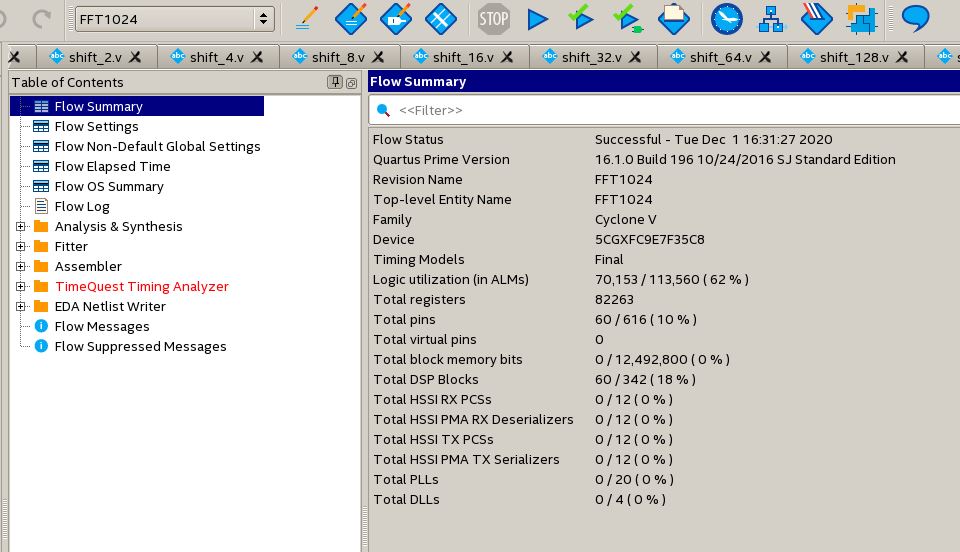 FFT1024
STOP
shift_2.v
shift_4.v
shift_8.v
shift_16.v
shift_32.v
shift_64.v
shift_128.v
Table of Contents
Flow Summary
Flow Settings
Flow Non-Default Global Settings
Flow Elapsed Time
Flow OS Summary
Flow Log
Analysis & Synthesis
Fitter
Assembler
TimeQuest Timing Analyzer
EDA Netlist Writer
Flow Messages
Flow Suppressed Messages
Flow Summary
<<Filter>>
Flow Status Successful - Tue Dec 1 16:31:27 2020
Quartus Prime Version 16.1.0 Build 196 10/24/2016 SJ Standard Edition
Revision Name FFT1024
Top-level Entity Name FFT1024
Family Cyclone V
Device 5CGXFC9E7F35C8
Timing Models Final
Logic utilization (in ALMs) 70,153 / 113,560 ( 62 % )
Total registers 82263
Total pins 60 / 616 ( 10 % )
Total virtual pins 0
Total block memory bits 0 / 12,492,800 ( 0 % )
Total DSP Blocks 60 / 342 ( 18 % )
Total HSSI RX PCSs 0 / 12 ( 0 % )
Total HSSI PMA RX Deserializers 0 / 12 ( 0 % )
Total HSSI TX PCSs 0 / 12 ( 0 % )
Total HSSI PMA TX Serializers 0 / 12 ( 0 % )
Total PLLs 0 / 20 ( 0 % )
Total DLLs 0 / 4 ( 0 % )